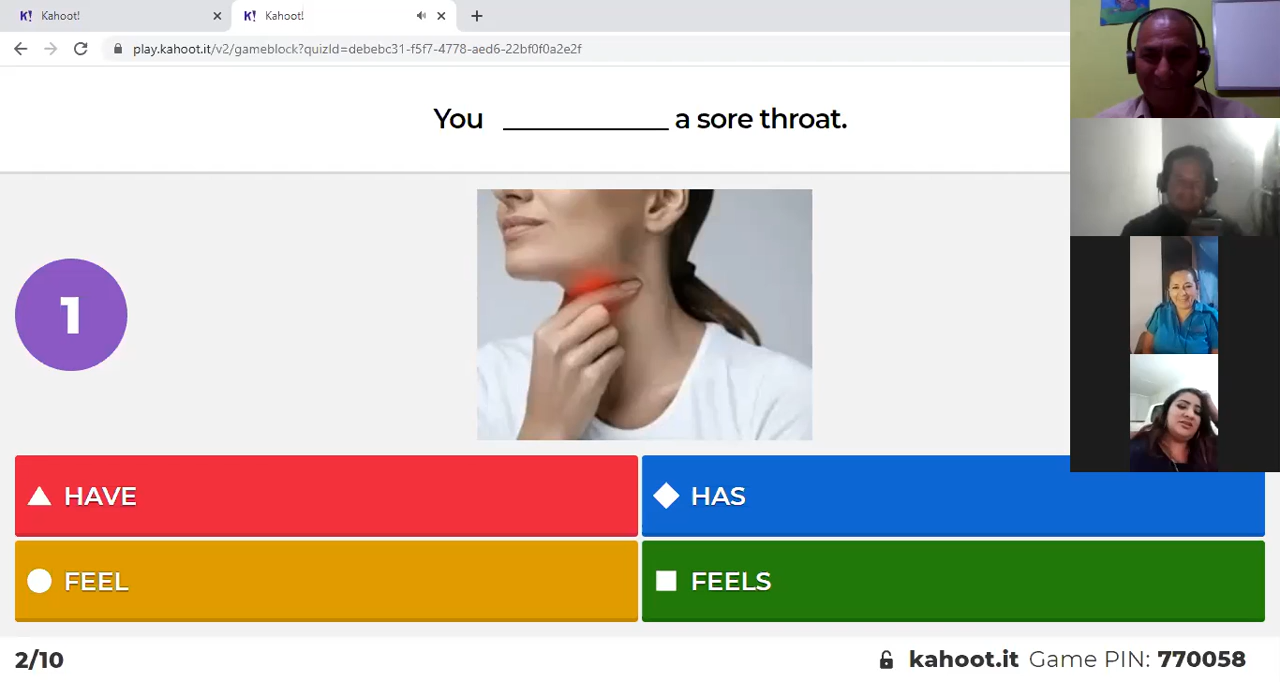 K! Kahoot!
K! Kahoot!
play.kahoot.it/v2/gameblock?quizId=debebc31-f5f7-4778-aed6-22bf0f0a2e2f
You __________ a sore throat.
1
HAVE
HAS
FEEL
FEELS
2/10
kahoot.it Game PIN: 770058